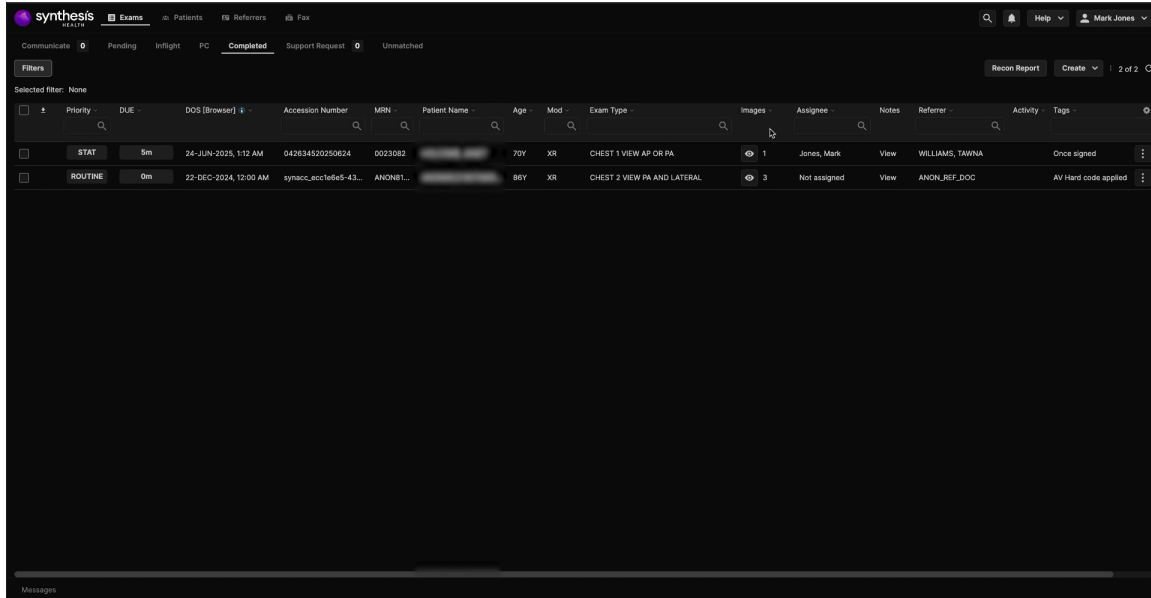 synthesis HEALTH Exams Patients Referrers Fax Help Mark Jones
Communicate 0 Pending Inflight PC Completed Support Request 0 Unmatched
Filters Recon Report Create 2 of 2
Selected filter: None
Priority DUE DOS [Browser] Accession Number MRN Patient Name Age Mod Exam Type Images Assignee Notes Referrer Activity Tags
STAT 5m 24-JUN-2025, 1:12 AM 042634520250624 0023082 70Y XR CHEST 1 VIEW AP OR PA 1 Jones, Mark View WILLIAMS, TAWNA Once signed
ROUTINE 0m 22-DEC-2024, 12:00 AM synacc_ecc1e6e5-43... ANON81... 86Y XR CHEST 2 VIEW PA AND LATERAL 3 Not assigned View ANON_REF_DOC AV Hard code applied
Messages